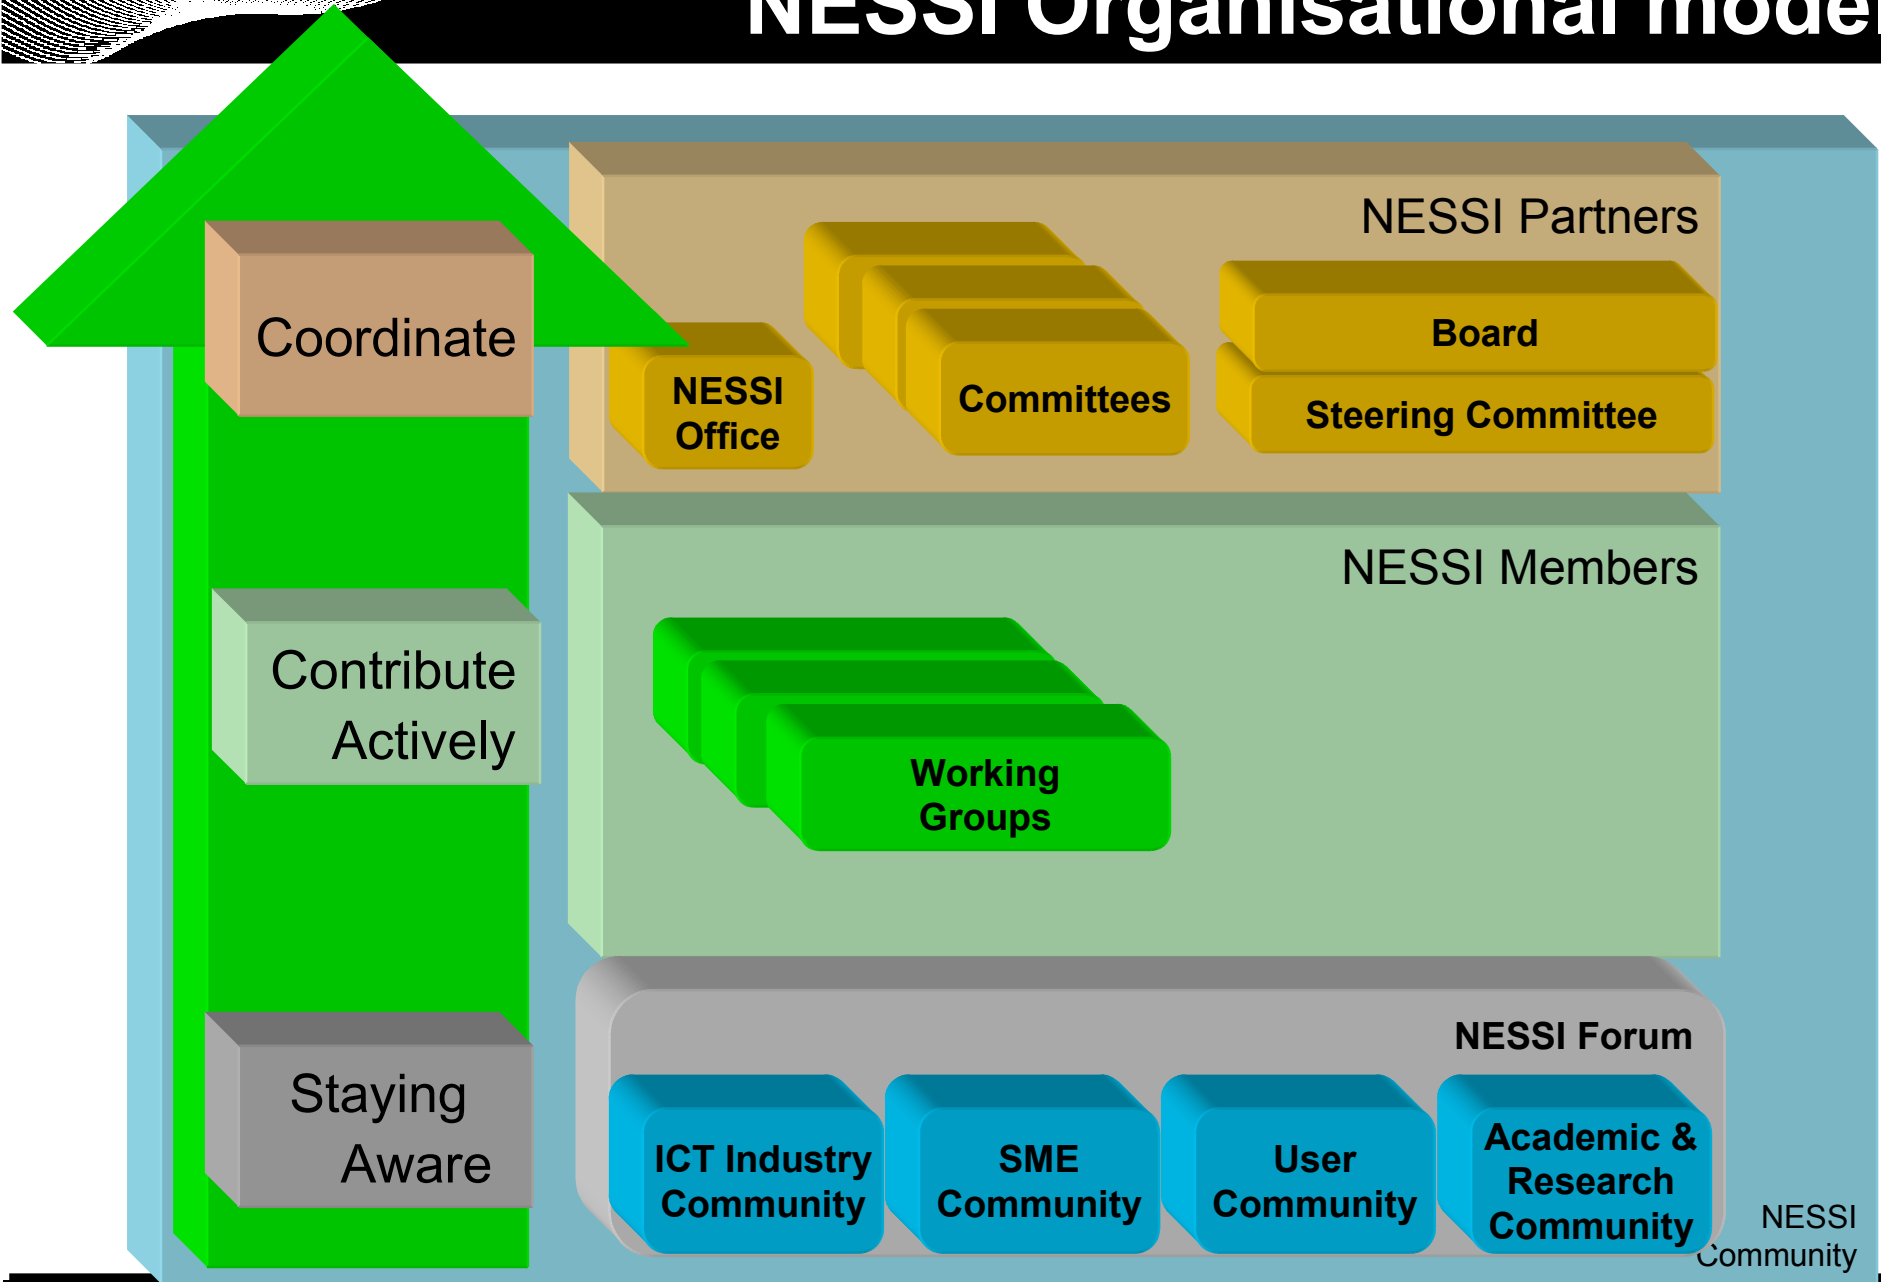 NESSI Organisational model
NESSI Partners
Coordinate
Board
NESSI
Office
Committees
Steering Committee
NESSI Members
Contribute
Actively
Working
Groups
NESSI Forum
Staying
Aware
ICT Industry
Community
SME
Community
User
Community
Academic &
Research
Community
NESSI
Community